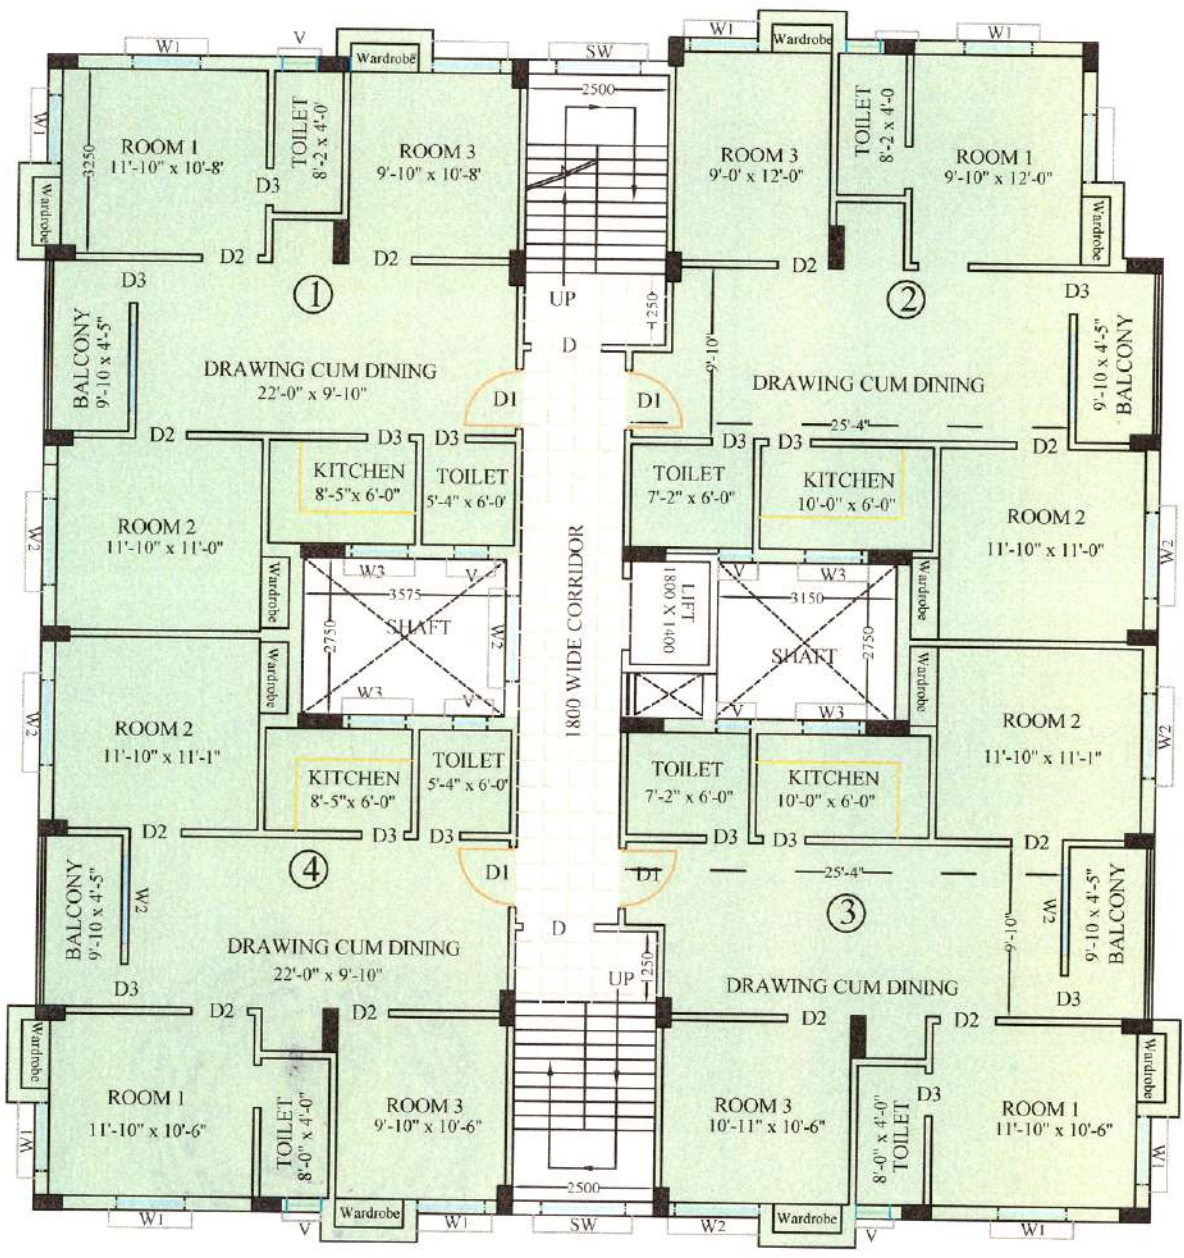 W1
V
Wardrobe
SW
W1
Wardrobe
W1
2500
W1
ROOM 1
11'-10" x 10'-8'
3250
TOILET
8'-2 x 4'-0'
ROOM 3
9'-10" x 10'-8'
D3
Wardrobe
ROOM 3
9'-0' x 12'-0"
TOILET
8'-2 x 4'-0
ROOM 1
9'-10" x 12'-0"
Wardrobe
D2
D2
D2
D3
1
UP
1250
2
D3
D
9'-10"
BALCONY
9'-10 x 4'-5"
DRAWING CUM DINING
22'-0" x 9'-10"
D1
D1
DRAWING CUM DINING
9'-10 x 4'-5"
BALCONY
25'-4"
D2
D3
D3
D3
D3
D2
KITCHEN
8'-5"x 6'-0"
TOILET
5'-4" x 6'-0'
TOILET
7'-2" x 6'-0"
KITCHEN
10'-0" x 6'-0"
W2
ROOM 2
11'-10" x 11'-0"
ROOM 2
11'-10" x 11'-0"
W2
Wardrobe
W3
V
3575
2750
SHAFT
W2
W3
V
1800 WIDE CORRIDOR
LIFT
1800 X 1400
V
W3
3150
2750
SHAFT
V
W3
Wardrobe
Wardrobe
Wardrobe
W2
ROOM 2
11'-10" x 11'-1"
ROOM 2
11'-10" x 11'-1"
W2
KITCHEN
8'-5"x 6'-0"
TOILET
5'-4" x 6'-0'
TOILET
7'-2" x 6'-0"
KITCHEN
10'-0" x 6'-0"
D2
D3
D3
D3
D3
D2
4
D1
D1
25'-4"
3
BALCONY
9'-10 x 4'-5"
W2
W2
9'-10 x 4'-5"
BALCONY
D
DRAWING CUM DINING
22'-0" x 9'-10"
9'-10"
1250
UP
DRAWING CUM DINING
D3
D3
D2
D2
D2
D2
Wardrobe
Wardrobe
ROOM 1
11'-10" x 10'-6"
TOILET
8'-0" x 4'-0"
ROOM 3
9'-10" x 10'-6"
ROOM 3
10'-11" x 10'-6"
D3
8'-0" x 4'-0"
TOILET
ROOM 1
11'-10" x 10'-6"
W1
W1
2500
W1
V
Wardrobe
W1
SW
W2
Wardrobe
V
W1